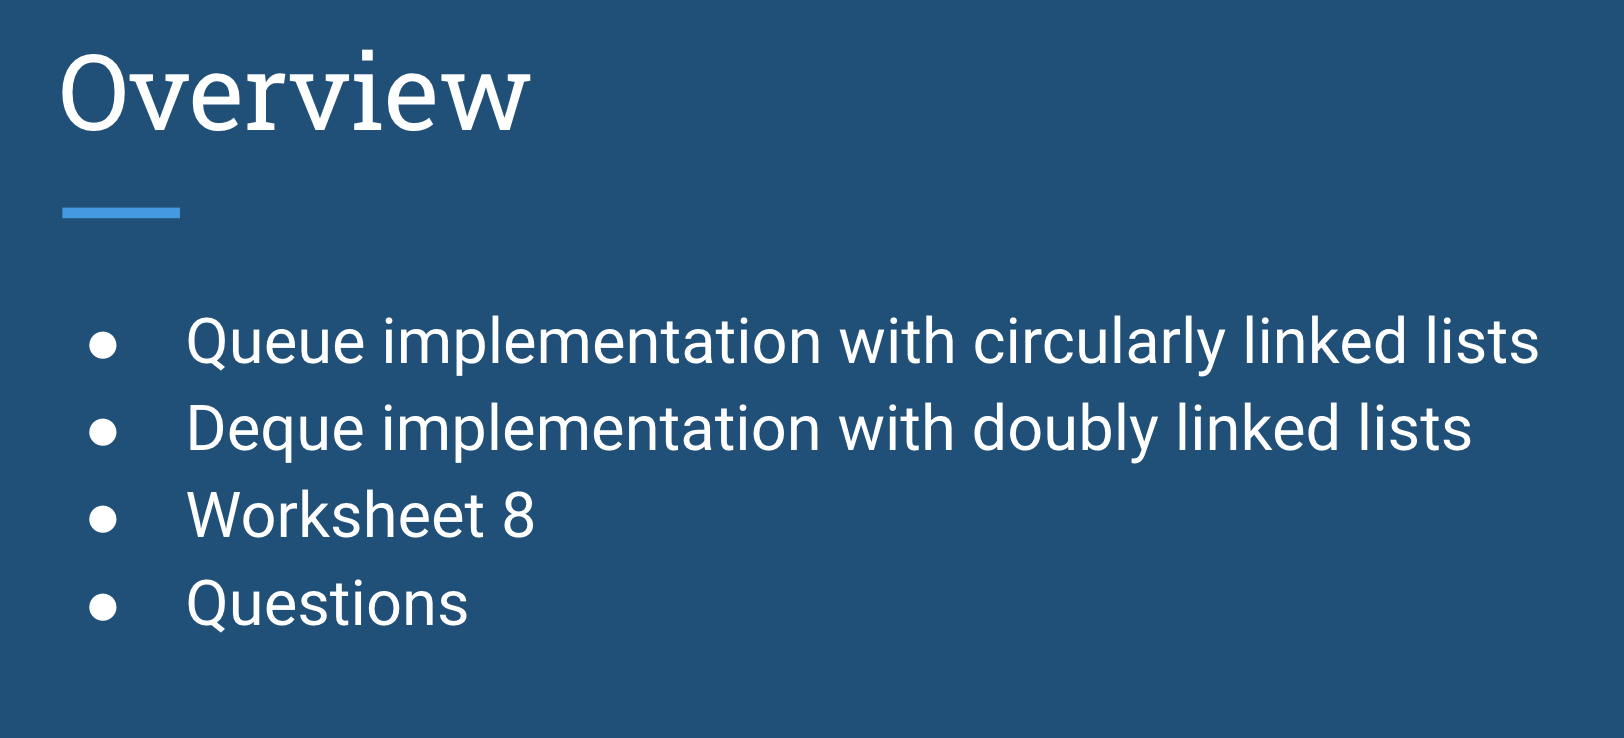 Overview
● Queue implementation with circularly linked lists
● Deque implementation with doubly linked lists
● Worksheet 8
● Questions